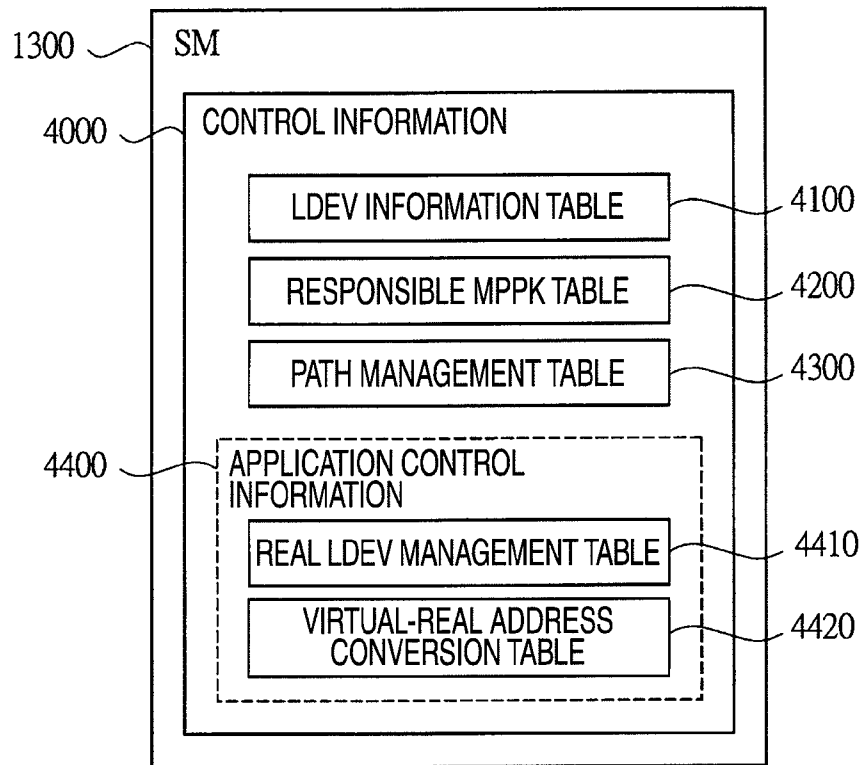 1300
SM
4000
CONTROL INFORMATION
LDEV INFORMATION TABLE
4100
RESPONSIBLE MPPK TABLE
4200
PATH MANAGEMENT TABLE
4300
4400
APPLICATION CONTROL
INFORMATION
REAL LDEV MANAGEMENT TABLE
4410
VIRTUAL-REAL ADDRESS
CONVERSION TABLE
4420